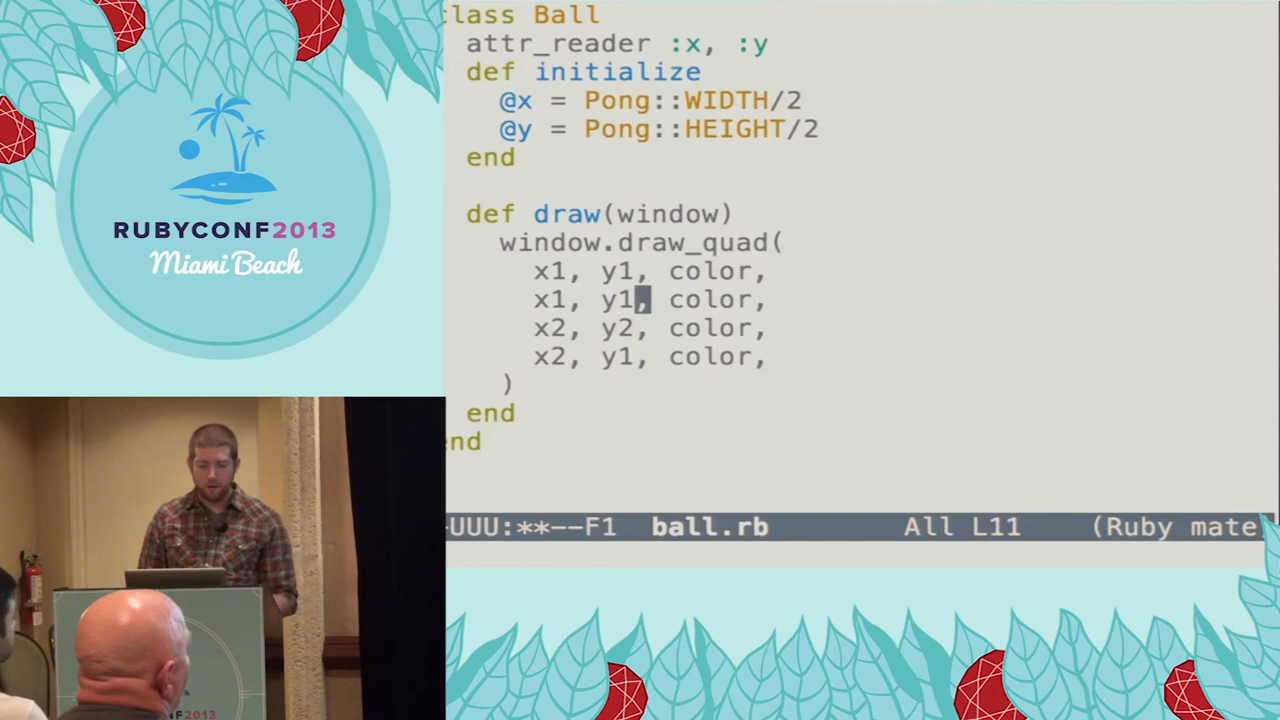 RUBYCONF2013
Miami Beach
class Ball
  attr_reader :x, :y
  def initialize
    @x = Pong::WIDTH/2
    @y = Pong::HEIGHT/2
  end
  def draw(window)
    window.draw_quad(
      x1, y1, color,
      x1, y1, color,
      x2, y2, color,
      x2, y1, color,
    )
  end
end
-UUU:**--F1 ball.rb All L11 (Ruby mate
NF2013